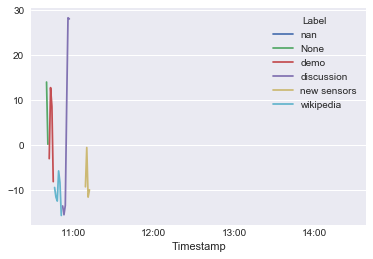 30
20
10
0
−10
Label
nan
None
demo
discussion
new sensors
wikipedia
11:00 12:00 13:00 14:00
Timestamp